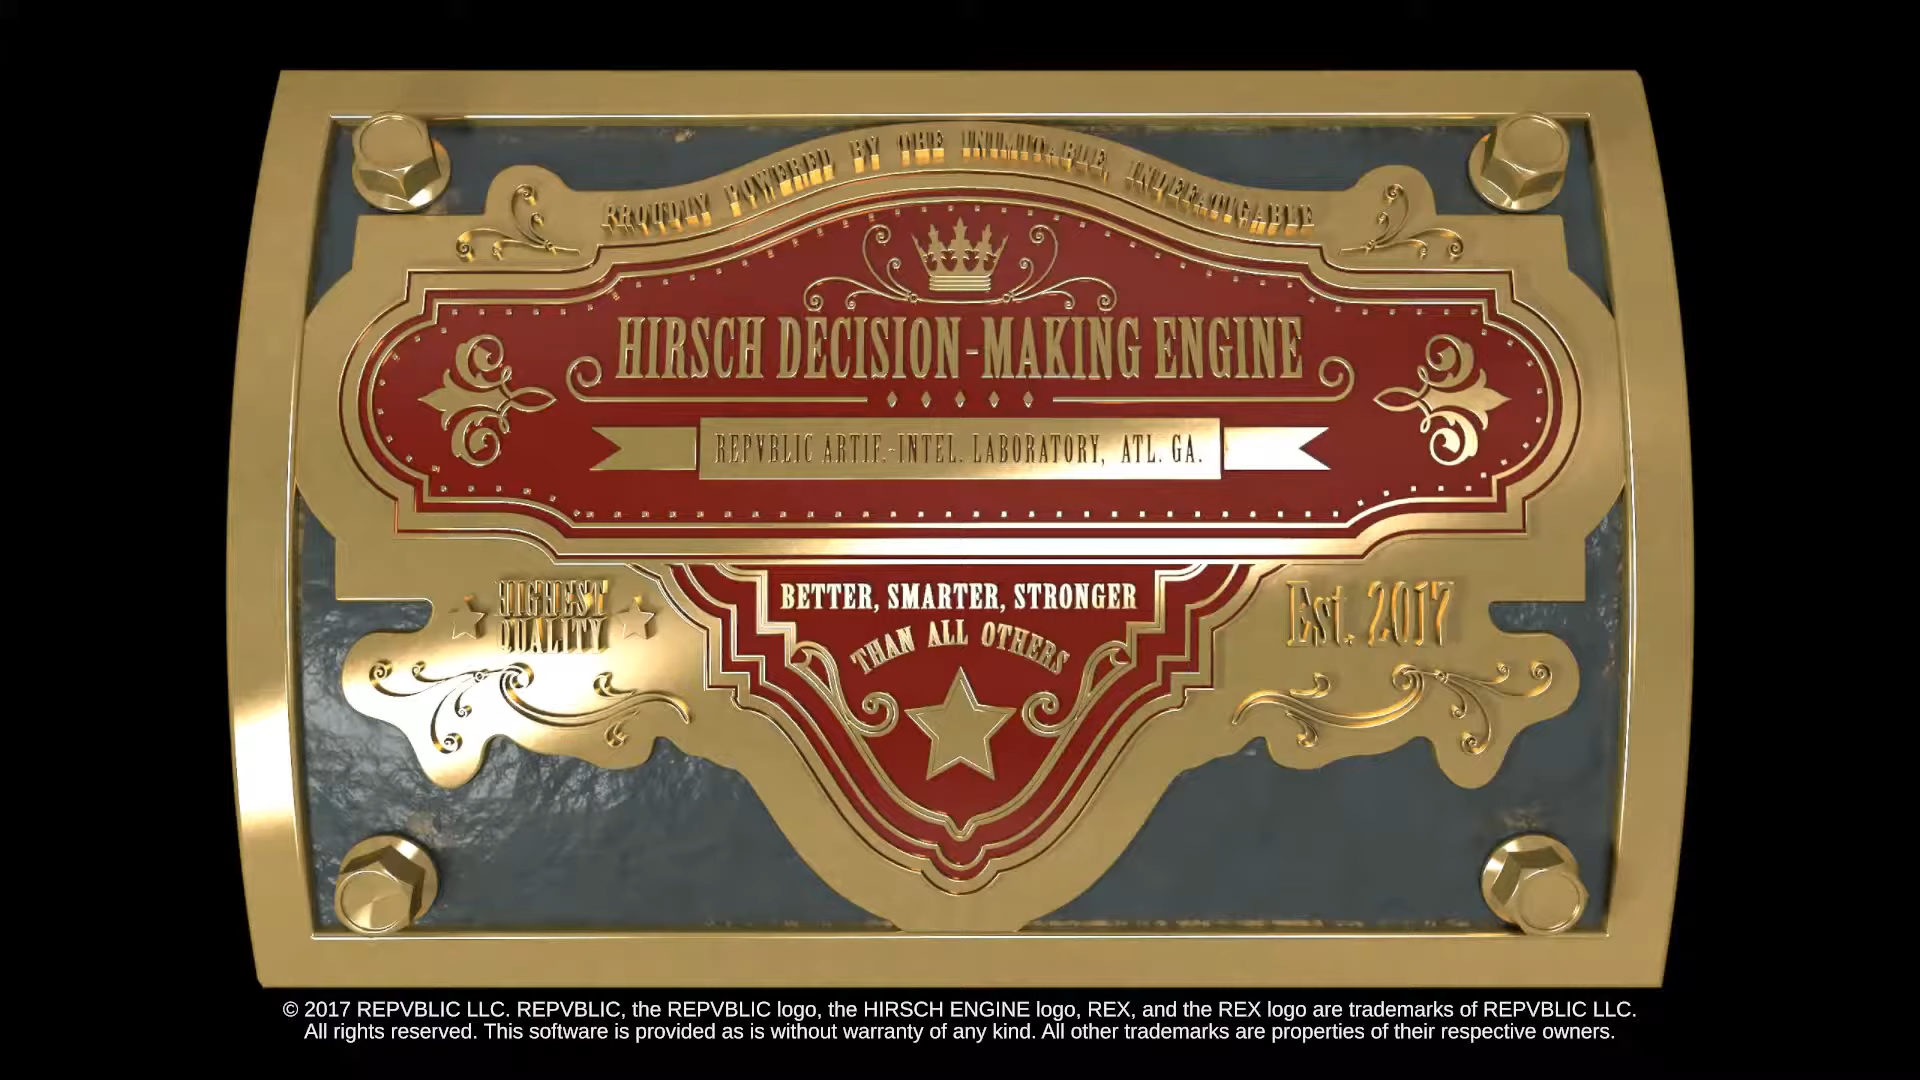 PROUDLY POWERED BY THE INIMITABLE, INDEFATIGABLE
HIRSCH DECISION-MAKING ENGINE
REPVBLIC ARTIF.-INTEL. LABORATORY, ATL. GA.
HIGHEST
QUALITY
BETTER, SMARTER, STRONGER
THAN ALL OTHERS
Est. 2017
© 2017 REPVBLIC LLC. REPVBLIC, the REPVBLIC logo, the HIRSCH ENGINE logo, REX, and the REX logo are trademarks of REPVBLIC LLC.
All rights reserved. This software is provided as is without warranty of any kind. All other trademarks are properties of their respective owners.